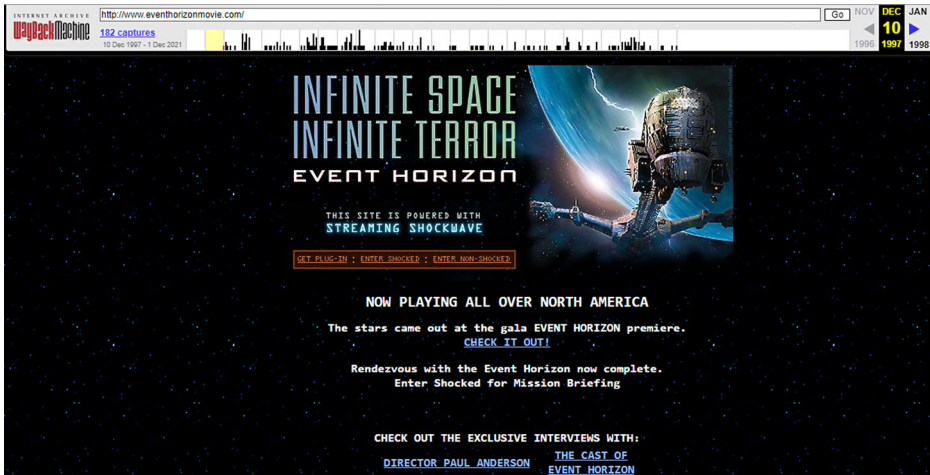 INTERNET ARCHIVE
WayBackMachine
http://www.eventhorizonmovie.com/
Go
182 captures
10 Dec 1997 - 1 Dec 2021
NOV DEC JAN
10
1996 1997 1998
INFINITE SPACE
INFINITE TERROR
EVENT HORIZON
THIS SITE IS POWERED WITH
STREAMING SHOCKWAVE
GET PLUG-IN : ENTER SHOCKED : ENTER NON-SHOCKED
NOW PLAYING ALL OVER NORTH AMERICA
The stars came out at the gala EVENT HORIZON premiere.
CHECK IT OUT!
Rendezvous with the Event Horizon now complete.
Enter Shocked for Mission Briefing
CHECK OUT THE EXCLUSIVE INTERVIEWS WITH:
DIRECTOR PAUL ANDERSON
THE CAST OF
EVENT HORIZON